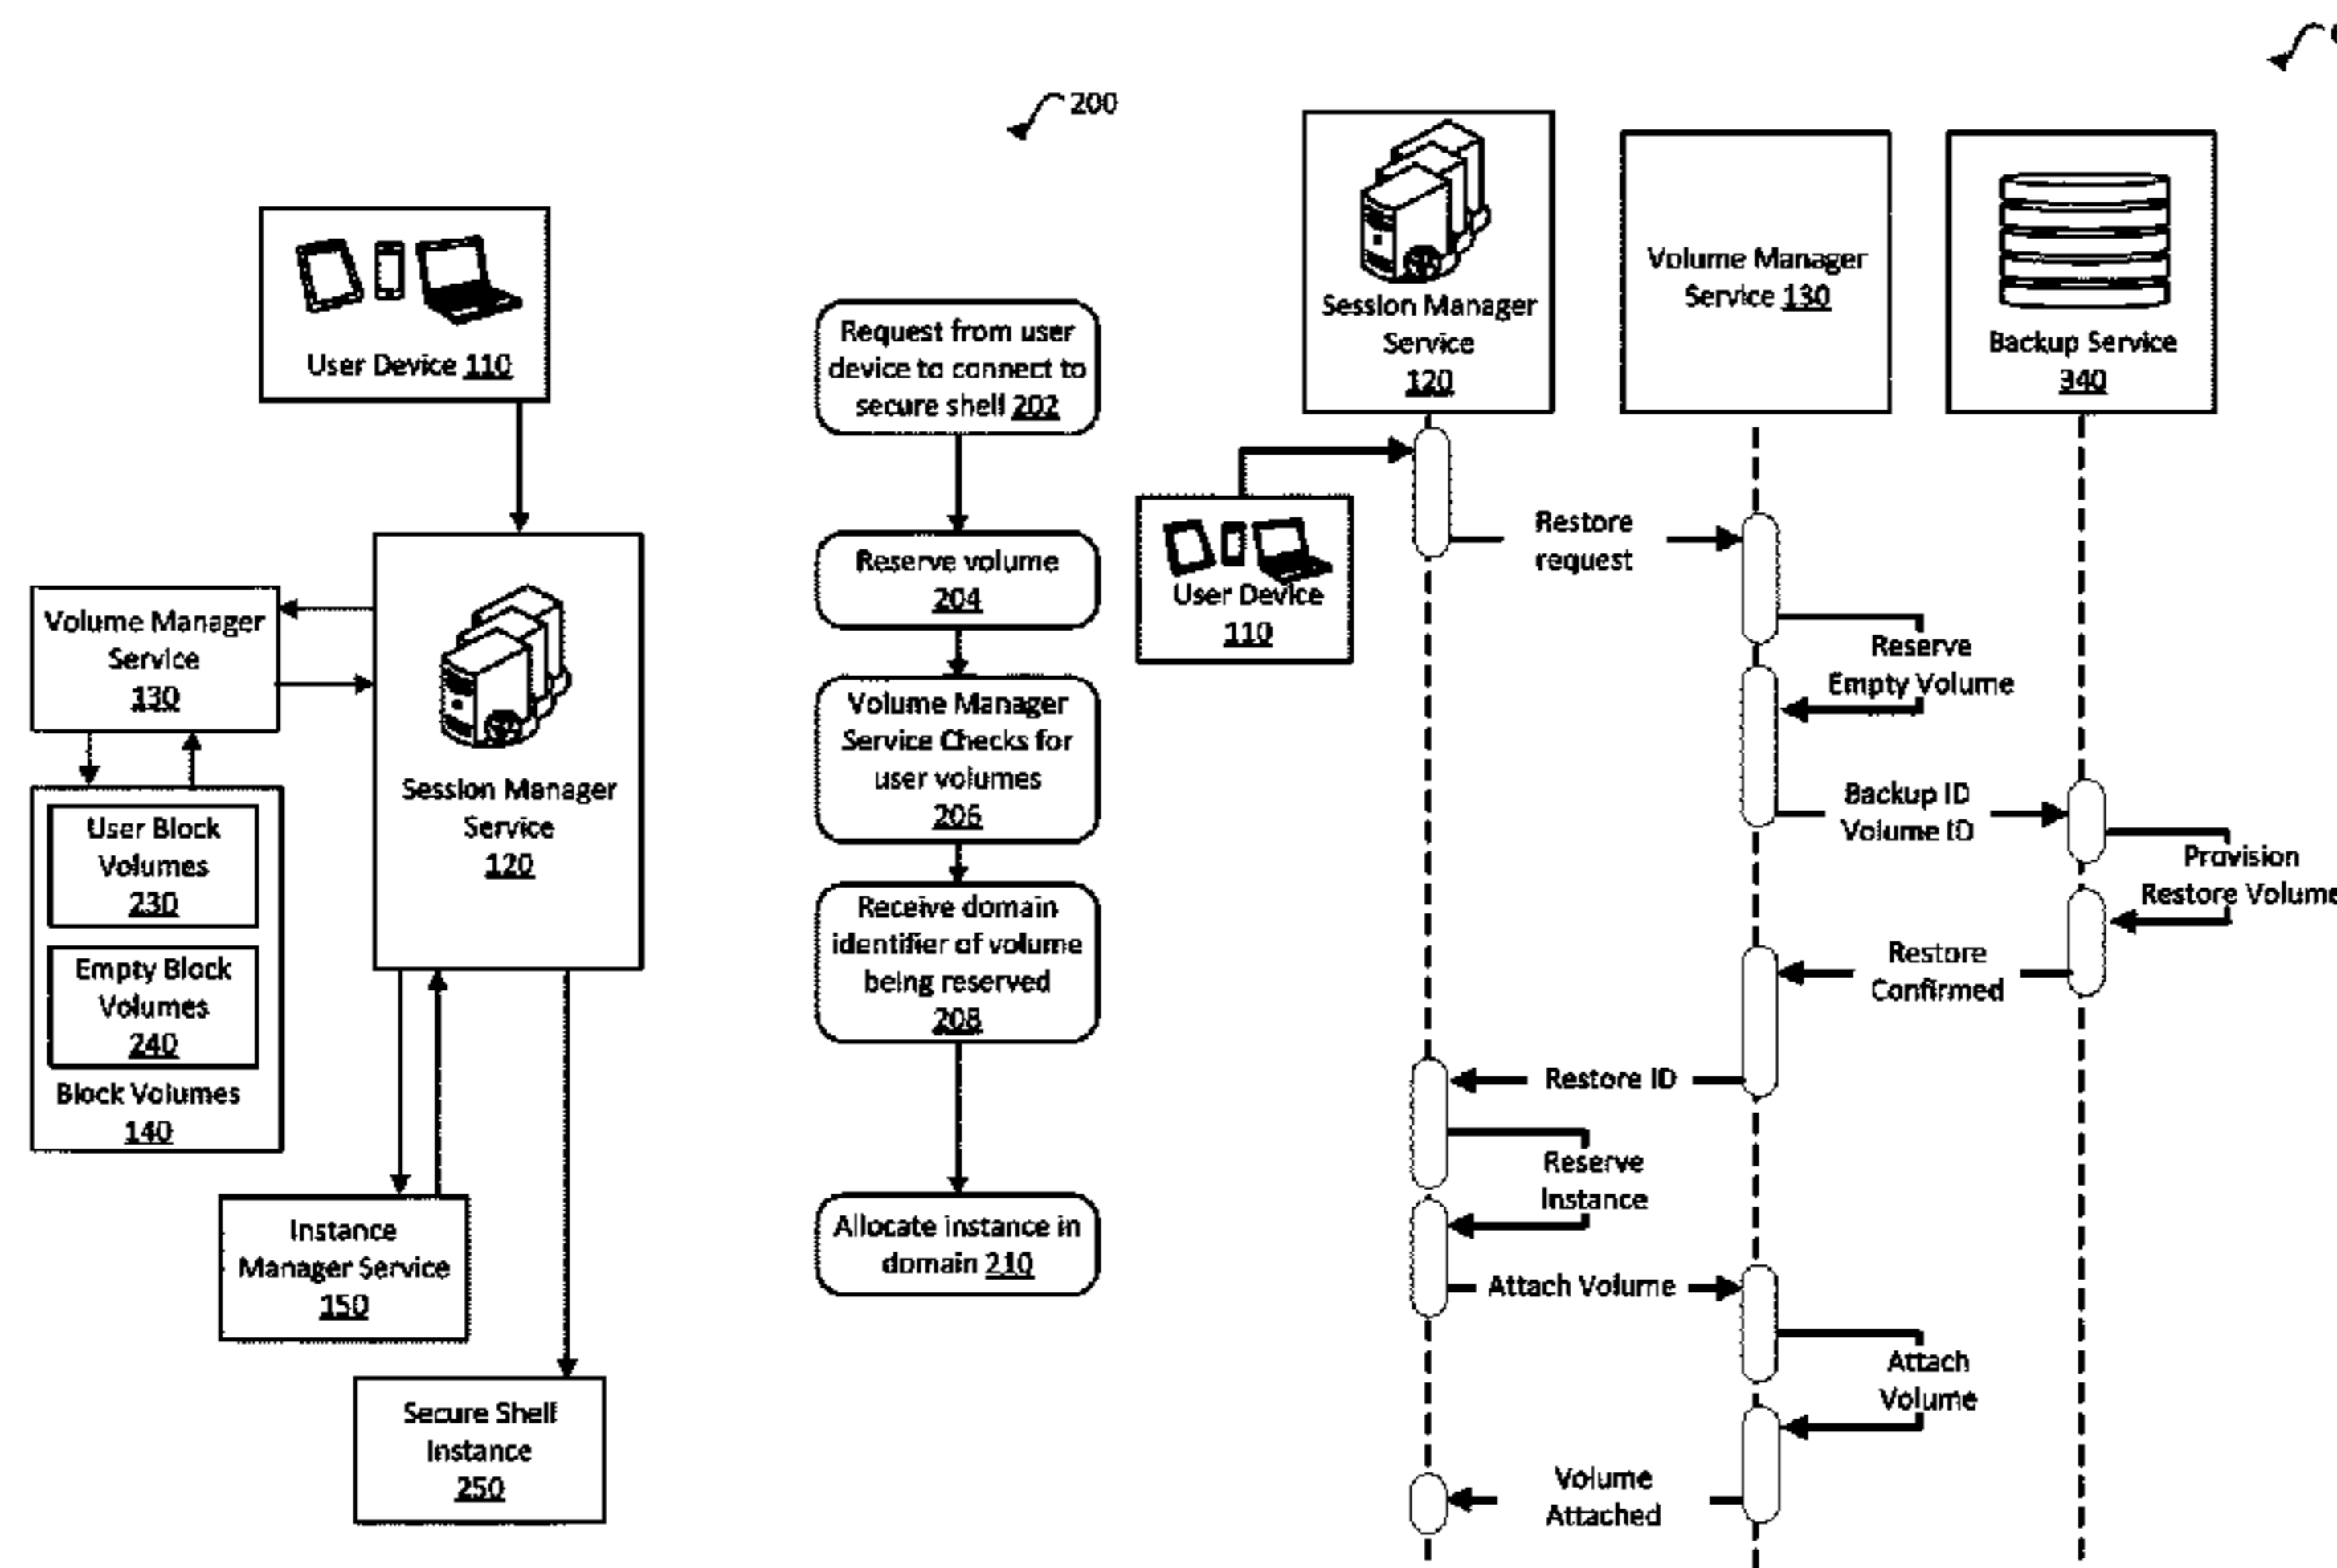 200
User Device 110
Volume Manager
Service
130
User Block
Volumes
230
Empty Block
Volumes
240
Block Volumes
140
Session Manager
Service
120
Instance
Manager Service
150
Secure Shell
Instance
250
Request from user
device to connect to
secure shell 202
Reserve volume
204
Volume Manager
Service Checks for
user volumes
206
Receive domain
identifier of volume
being reserved
208
Allocate instance in
domain 210
Session Manager
Service
120
Volume Manager
Service 130
Backup Service
340
User Device
110
Restore
request
Reserve
Empty Volume
Backup ID
Volume ID
Provision
Restore Volume
Restore
Confirmed
Restore ID
Reserve
Instance
Attach Volume
Attach
Volume
Volume
Attached